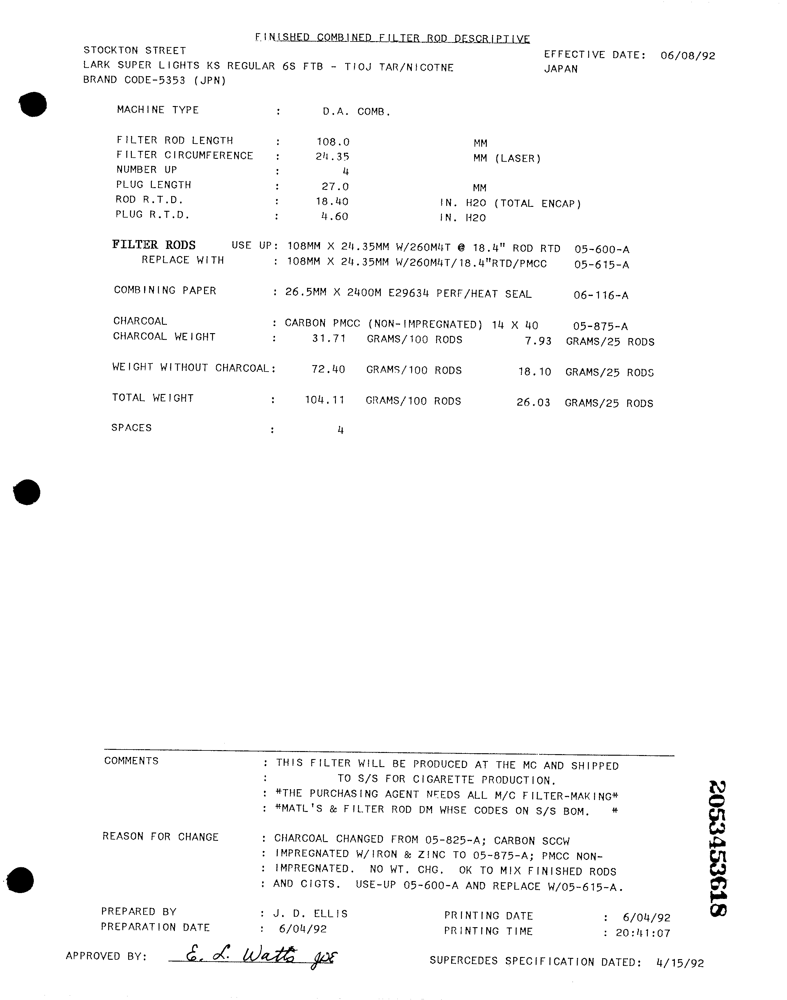 FINISHED COMBINED FILTER ROD DESCRIPTIVE
STOCKTON STREET
EFFECTIVE DATE: 06/08/92
LARK SUPER LIGHTS KS REGULAR 6S FTB - TIOJ TAR/NICOTNE
JAPAN
BRAND CODE-5353 (JPN)
MACHINE TYPE : D.A. COMB.
FILTER ROD LENGTH : 108.0 MM
FILTER CIRCUMFERENCE : 24.35 MM (LASER)
NUMBER UP : 4
PLUG LENGTH : 27.0 MM
ROD R.T.D. : 18.40 IN. H2O (TOTAL ENCAP)
PLUG R.T.D. : 4.60 IN. H2O
FILTER RODS USE UP: 108MM X 24.35MM W/260M4T @ 18.4" ROD RTD 05-600-A
REPLACE WITH : 108MM X 24.35MM W/260M4T/18.4"RTD/PMCC 05-615-A
COMBINING PAPER : 26.5MM X 2400M E29634 PERF/HEAT SEAL 06-116-A
CHARCOAL : CARBON PMCC (NON-IMPREGNATED) 14 X 40 05-875-A
CHARCOAL WEIGHT : 31.71 GRAMS/100 RODS 7.93 GRAMS/25 RODS
WEIGHT WITHOUT CHARCOAL: 72.40 GRAMS/100 RODS 18.10 GRAMS/25 RODS
TOTAL WEIGHT : 104.11 GRAMS/100 RODS 26.03 GRAMS/25 RODS
SPACES : 4
COMMENTS : THIS FILTER WILL BE PRODUCED AT THE MC AND SHIPPED
: TO S/S FOR CIGARETTE PRODUCTION.
: *THE PURCHASING AGENT NEEDS ALL M/C FILTER-MAKING*
: *MATL'S & FILTER ROD DM WHSE CODES ON S/S BOM. *
REASON FOR CHANGE : CHARCOAL CHANGED FROM 05-825-A; CARBON SCCW
: IMPREGNATED W/IRON & ZINC TO 05-875-A; PMCC NON-
: IMPREGNATED. NO WT. CHG. OK TO MIX FINISHED RODS
: AND CIGTS. USE-UP 05-600-A AND REPLACE W/05-615-A.
PREPARED BY : J. D. ELLIS
PRINTING DATE : 6/04/92
PREPARATION DATE : 6/04/92
PRINTING TIME : 20:41:07
APPROVED BY: E. L. Watts JDE
SUPERCEDES SPECIFICATION DATED: 4/15/92
2053453618